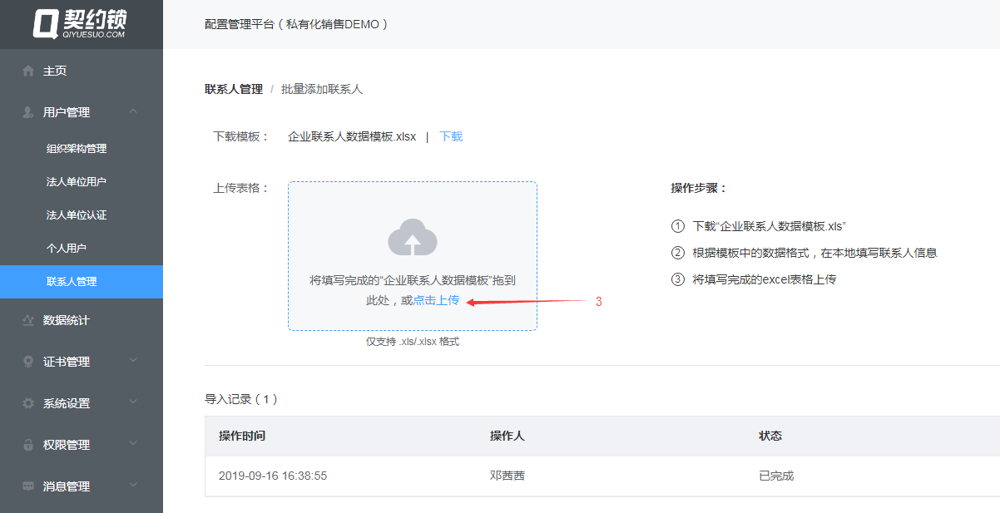 契约锁
QIYUESUO.COM
配置管理平台（私有化销售DEMO）
主页
用户管理
组织架构管理
法人单位用户
法人单位认证
个人用户
联系人管理
数据统计
证书管理
系统设置
权限管理
消息管理
联系人管理 / 批量添加联系人
下载模板： 企业联系人数据模板.xlsx | 下载
上传表格：
将填写完成的“企业联系人数据模板”拖到
此处，或点击上传
3
仅支持 .xls/.xlsx 格式
操作步骤：
① 下载“企业联系人数据模板.xls”
② 根据模板中的数据格式，在本地填写联系人信息
③ 将填写完成的excel表格上传
导入记录（1）
操作时间 操作人 状态
2019-09-16 16:38:55 邓茜茜 已完成